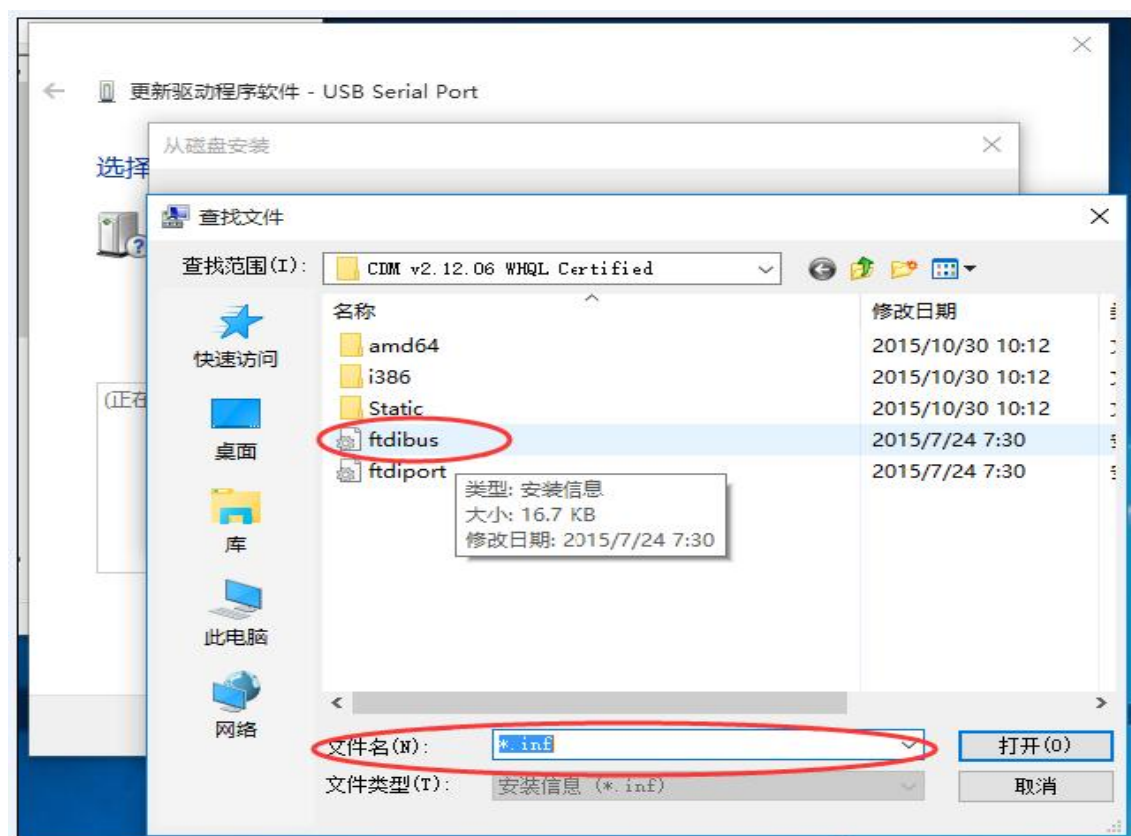 更新驱动程序软件 - USB Serial Port
从磁盘安装
选择
查找文件
查找范围(I):
CDM v2.12.06 WHQL Certified
名称
修改日期
amd64
2015/10/30 10:12
i386
2015/10/30 10:12
Static
2015/10/30 10:12
ftdibus
2015/7/24 7:30
ftdiport
2015/7/24 7:30
类型: 安装信息
大小: 16.7 KB
修改日期: 2015/7/24 7:30
快速访问
桌面
库
此电脑
网络
(正在
文件名(N):
*.inf
打开(O)
文件类型(T):
安装信息 (*.inf)
取消